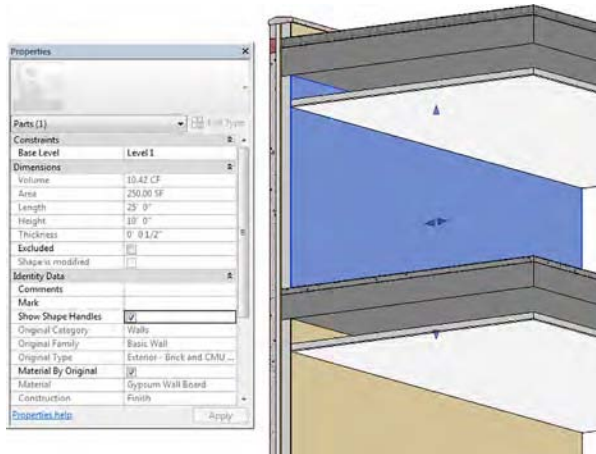 Properties
Parts (1)
Edit Type
Constraints
Base Level Level 1
Dimensions
Volume 10.42 CF
Area 250.00 SF
Length 25' 0"
Height 10' 0"
Thickness 0' 0 1/2"
Excluded
Shape is modified
Identity Data
Comments
Mark
Show Shape Handles
Original Category Walls
Original Family Basic Wall
Original Type Exterior - Brick and CMU ...
Material By Original
Material Gypsum Wall Board
Construction Finish
Properties help Apply